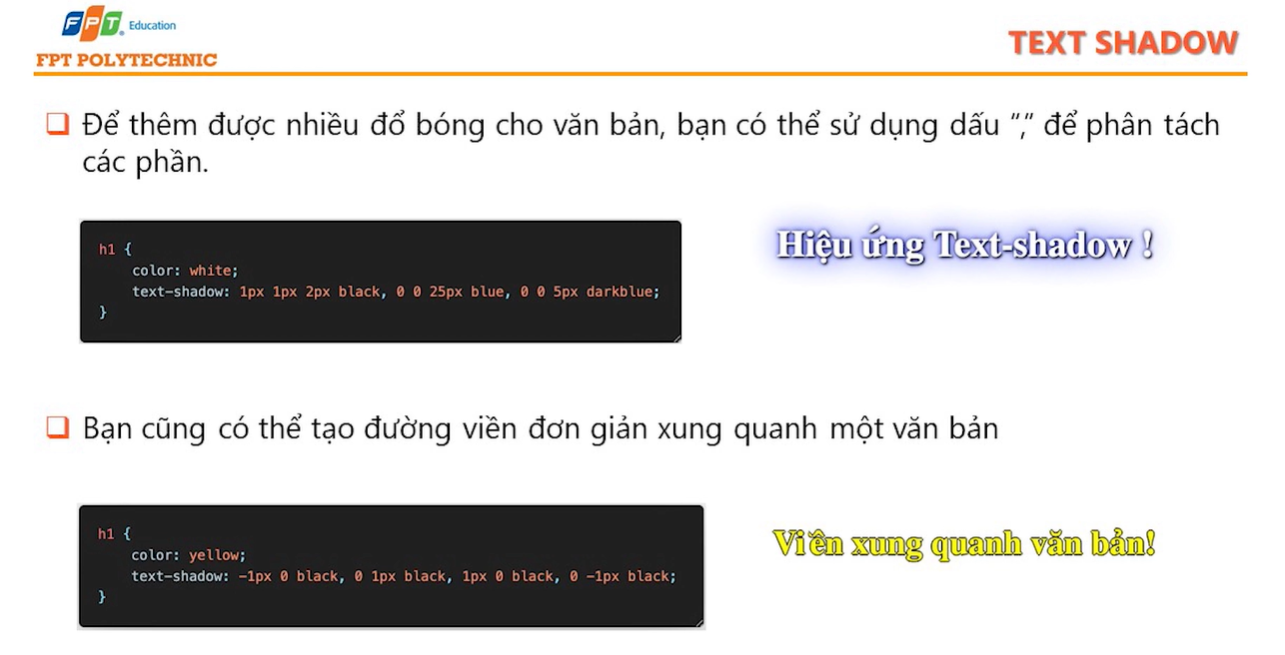 FPT Education
FPT POLYTECHNIC
TEXT SHADOW
Để thêm được nhiều đổ bóng cho văn bản, bạn có thể sử dụng dấu “,” để phân tách
các phần.
h1 {
color: white;
text-shadow: 1px 1px 2px black, 0 0 25px blue, 0 0 5px darkblue;
}
Hiệu ứng Text-shadow !
Bạn cũng có thể tạo đường viền đơn giản xung quanh một văn bản
h1 {
color: yellow;
text-shadow: -1px 0 black, 0 1px black, 1px 0 black, 0 -1px black;
}
Viền xung quanh văn bản!